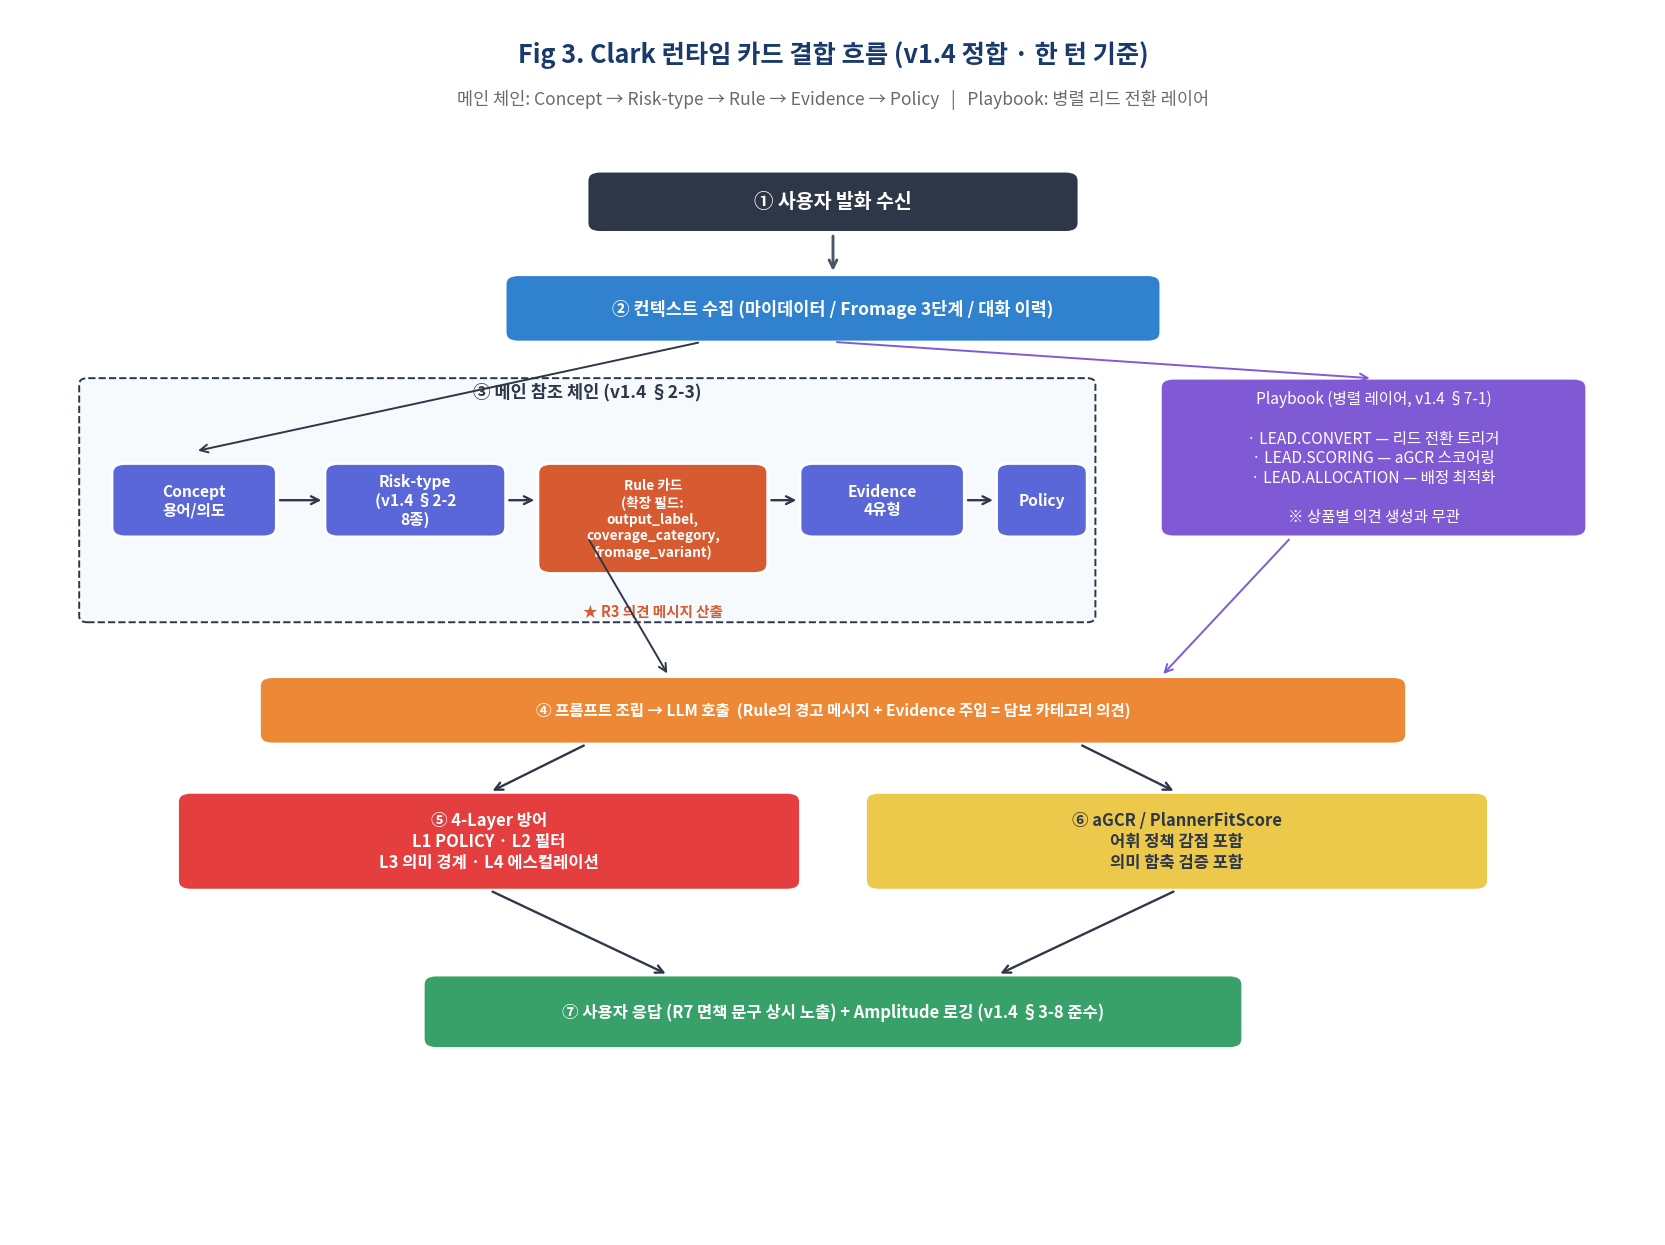 Fig 3. Clark 런타임 카드 결합 흐름 (v1.4 정합 · 한 턴 기준)
메인 체인: Concept → Risk-type → Rule → Evidence → Policy | Playbook: 병렬 리드 전환 레이어
① 사용자 발화 수신
② 컨텍스트 수집 (마이데이터 / Fromage 3단계 / 대화 이력)
③ 메인 참조 체인 (v1.4 §2-3)
Concept
용어/의도
Risk-type
(v1.4 §2-2
8종)
Rule 카드
(확장 필드:
output_label,
coverage_category,
fromage_variant)
Evidence
4유형
Policy
★ R3 의견 메시지 산출
Playbook (병렬 레이어, v1.4 §7-1)
· LEAD.CONVERT — 리드 전환 트리거
· LEAD.SCORING — aGCR 스코어링
· LEAD.ALLOCATION — 배정 최적화
※ 상품별 의견 생성과 무관
④ 프롬프트 조립 → LLM 호출 (Rule의 경고 메시지 + Evidence 주입 = 담보 카테고리 의견)
⑤ 4-Layer 방어
L1 POLICY · L2 필터
L3 의미 경계 · L4 에스컬레이션
⑥ aGCR / PlannerFitScore
어휘 정책 감점 포함
의미 함축 검증 포함
⑦ 사용자 응답 (R7 면책 문구 상시 노출) + Amplitude 로깅 (v1.4 §3-8 준수)